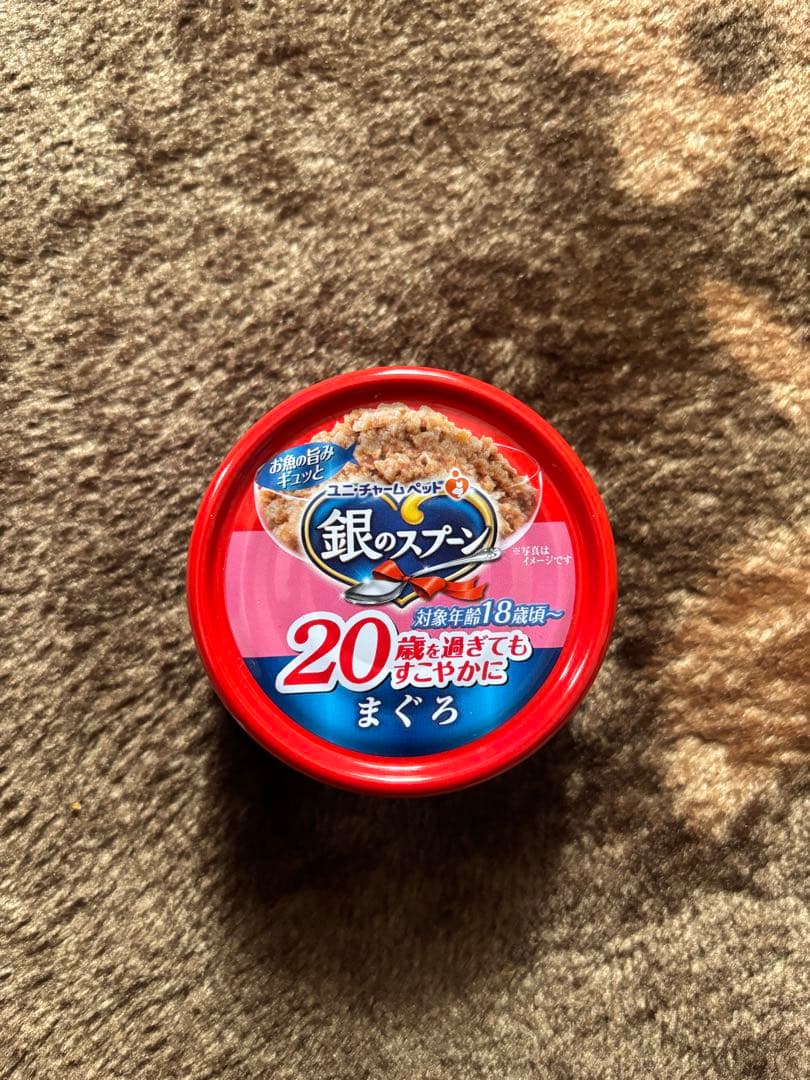 お魚の旨み
ギュッと
ユニ・チャーム ペット
銀のスプーン
※写真は
イメージです
対象年齢18歳頃~
20歳を過ぎても
すこやかに
まぐろ